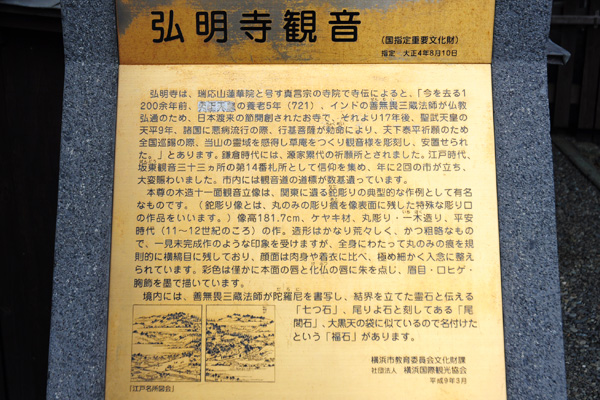 弘明寺観音
(国指定重要文化財)
指定 大正4年8月10日
弘明寺は、瑞応山蓮華院と号す真言宗の寺院で寺伝によると、「今を去る1
200余年前、の養老5年(721)、インドの善無畏三蔵法師が仏教
弘通のため、日本渡来の節開創されたお寺で、それより17年後、聖武天皇の
天平9年、諸国に悪病流行の際、行基菩薩が勅命により、天下泰平祈願のため
全国巡錫の際、当山の霊域を感得し草庵をつくり観音様を彫刻し、安置せられ
た。」とあります。鎌倉時代には、源家累代の祈願所とされました。江戸時代、
坂東観音三十三ヵ所の第14番札所として信仰を集め、年に2回の市が立ち、
大変賑わいました。市内には観音道の道標が数基遺っています。
本尊の木造十一面観音立像は、関東に遺る鉈彫りの典型的な作例として有名
なものです。(鉈彫り像とは、丸のみの彫り痕を像表面に残した特殊な彫り口
の作品をいいます。)像高181.7cm、ケヤキ材、丸彫り・一木造り、平安
時代(11~12世紀のころ)の作。造形はかなり荒々しく、かつ粗略なもの
で、一見未完成作のような印象を受けますが、全身にわたって丸のみの痕を規
則的に横縞目に残しており、顔面は肉身や着衣に比べ、極め細かく入念に整え
られています。彩色は僅かに本面の唇と化仏の唇に朱を点じ、眉目・口ヒゲ・
胸飾を墨で描いています。
境内には、善無畏三蔵法師が陀羅尼を書写し、結界を立てた霊石と伝える
「七つ石」、尾りょ石と刻してある「尾
閭石」、大黒天の袋に似ているので名付けた
という「福石」があります。
「江戸名所図会」
横浜市教育委員会文化財課
社団法人 横浜国際観光協会
平成9年3月